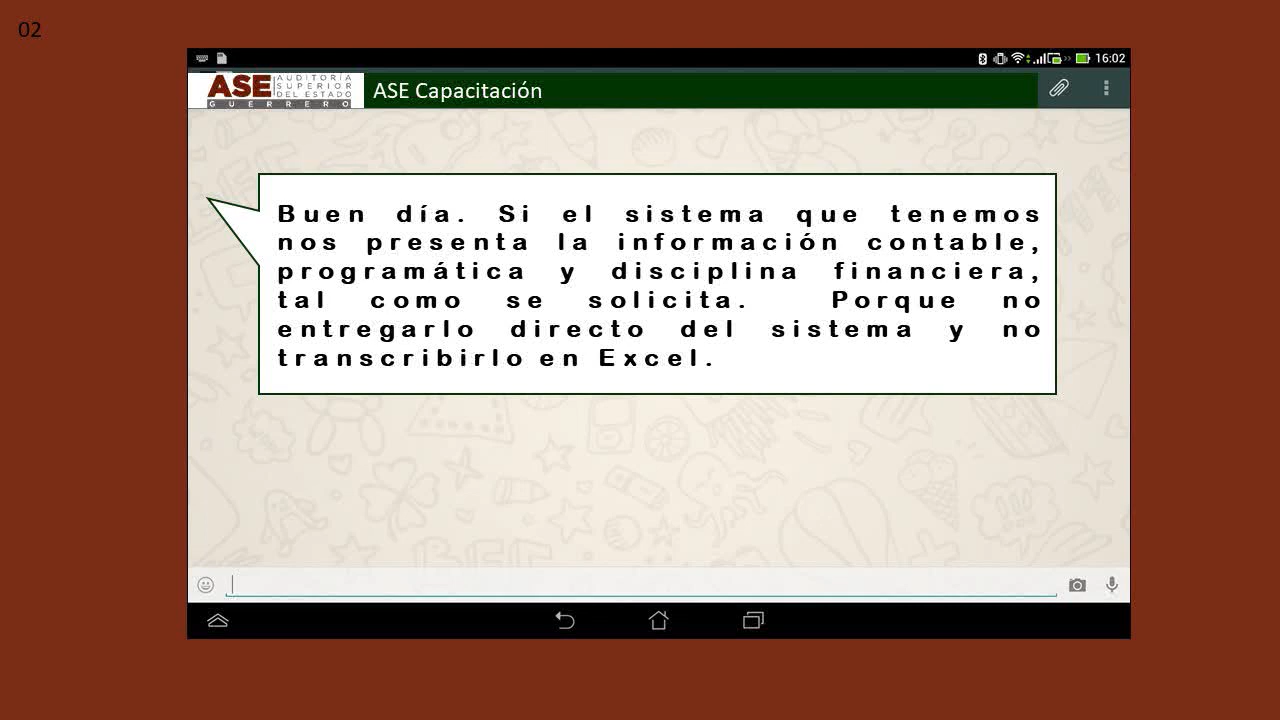 02
16:02
ASE AUDITORÍA
SUPERIOR
DEL ESTADO
GUERRERO
ASE Capacitación
Buen día. Si el sistema que tenemos
nos presenta la información contable,
programática y disciplina financiera,
tal como se solicita. Porque no
entregarlo directo del sistema y no
transcribirlo en Excel.